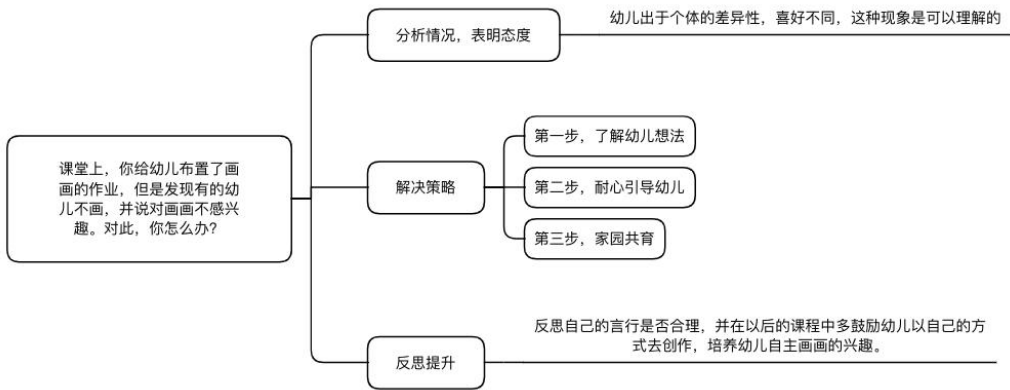 课堂上，你给幼儿布置了画
画的作业，但是发现有的幼
儿不画，并说对画画不感兴
趣。对此，你怎么办？
分析情况，表明态度
幼儿出于个体的差异性，喜好不同，这种现象是可以理解的
解决策略
第一步，了解幼儿想法
第二步，耐心引导幼儿
第三步，家园共育
反思提升
反思自己的言行是否合理，并在以后的课程中多鼓励幼儿以自己的方
式去创作，培养幼儿自主画画的兴趣。